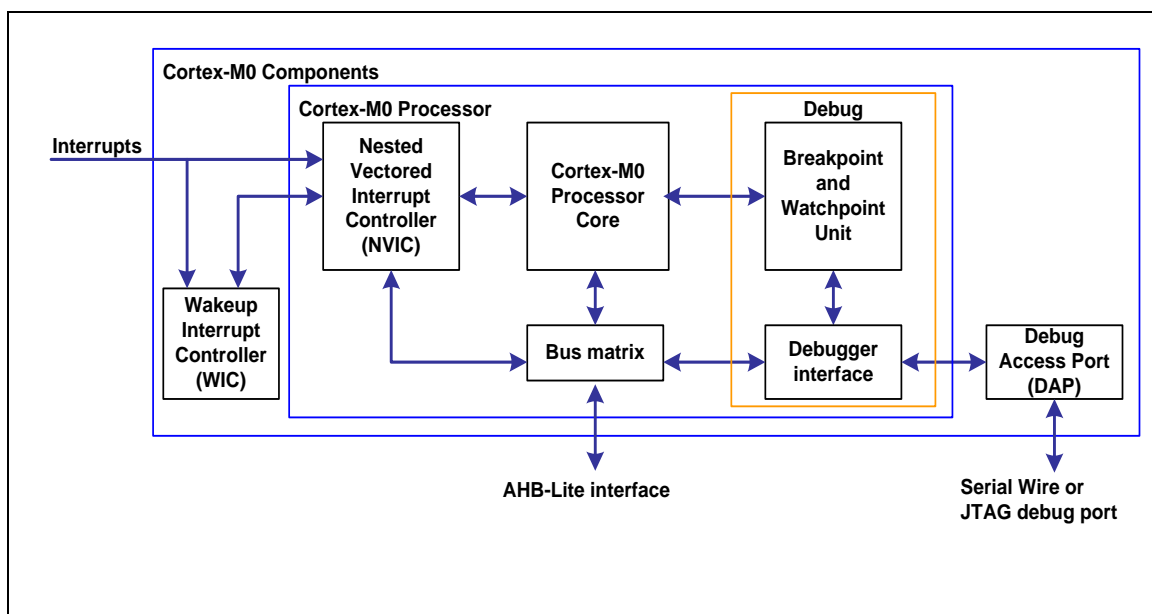 Cortex-M0 Components
Cortex-M0 Processor
Debug
Interrupts
Nested
Vectored
Interrupt
Controller
(NVIC)
Cortex-M0
Processor
Core
Breakpoint
and
Watchpoint
Unit
Wakeup
Interrupt
Controller
(WIC)
Bus matrix
Debugger
interface
Debug
Access Port
(DAP)
AHB-Lite interface
Serial Wire or
JTAG debug port